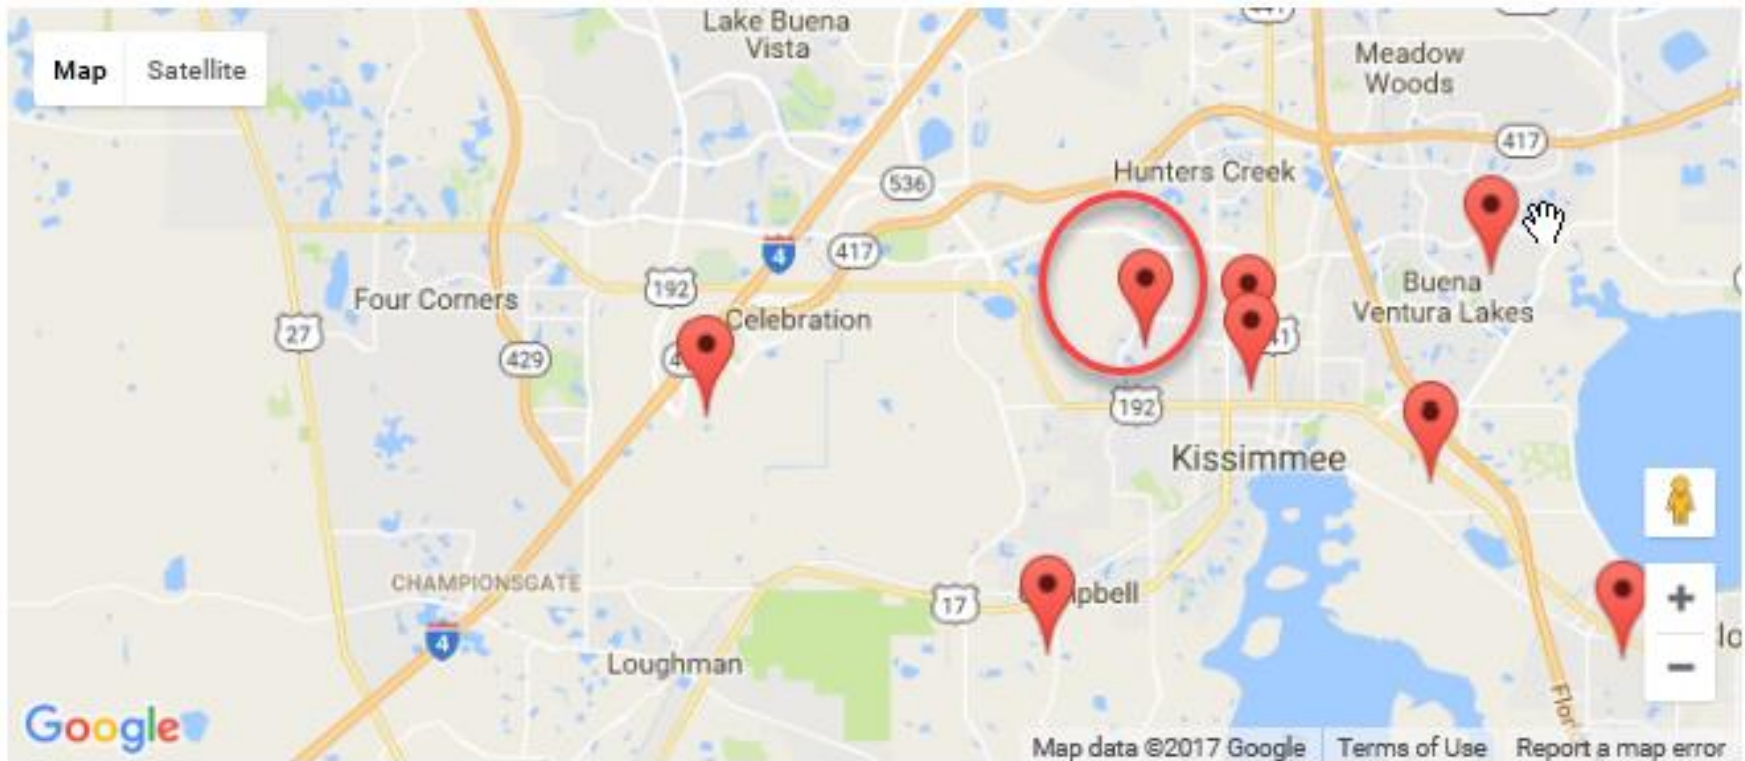 Map Satellite
Lake Buena
Vista
Meadow
Woods
417
Hunters Creek
536
417
4
192
Four Corners
Celebration
27
429
Buena
Ventura Lakes
192
Kissimmee
CHAMPIONSGATE
17
4
Loughman
Google
Map data ©2017 Google Terms of Use Report a map error